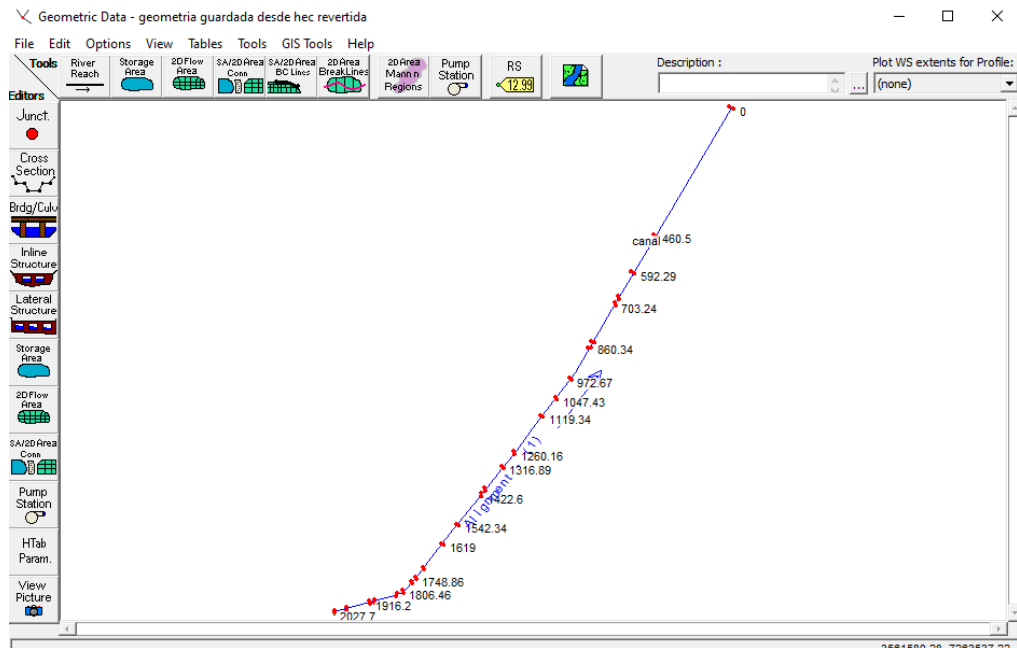 Geometric Data - geometria guardada desde hec revertida
File Edit Options View Tables Tools GIS Tools Help
Tools
Editors
River
Reach
Storage
Area
2D Flow
Area
SA/2D Area
Conn
SA/2D Area
BC Lines
2D Area
BreakLines
2D Area
Mann n
Regions
Pump
Station
RS
12.99
Description :
...
Plot WS extents for Profile:
(none)
Junct.
Cross
Section
Brdg/Culv
Inline
Structure
Lateral
Structure
Storage
Area
2D Flow
Area
SA/2D Area
Conn
Pump
Station
HTab
Param.
View
Picture
0
canal 460.5
592.29
703.24
860.34
972.67
1047.43
1119.34
1260.16
1316.89
1422.6
1542.34
1619
1748.86
1806.46
1916.2
2027.7